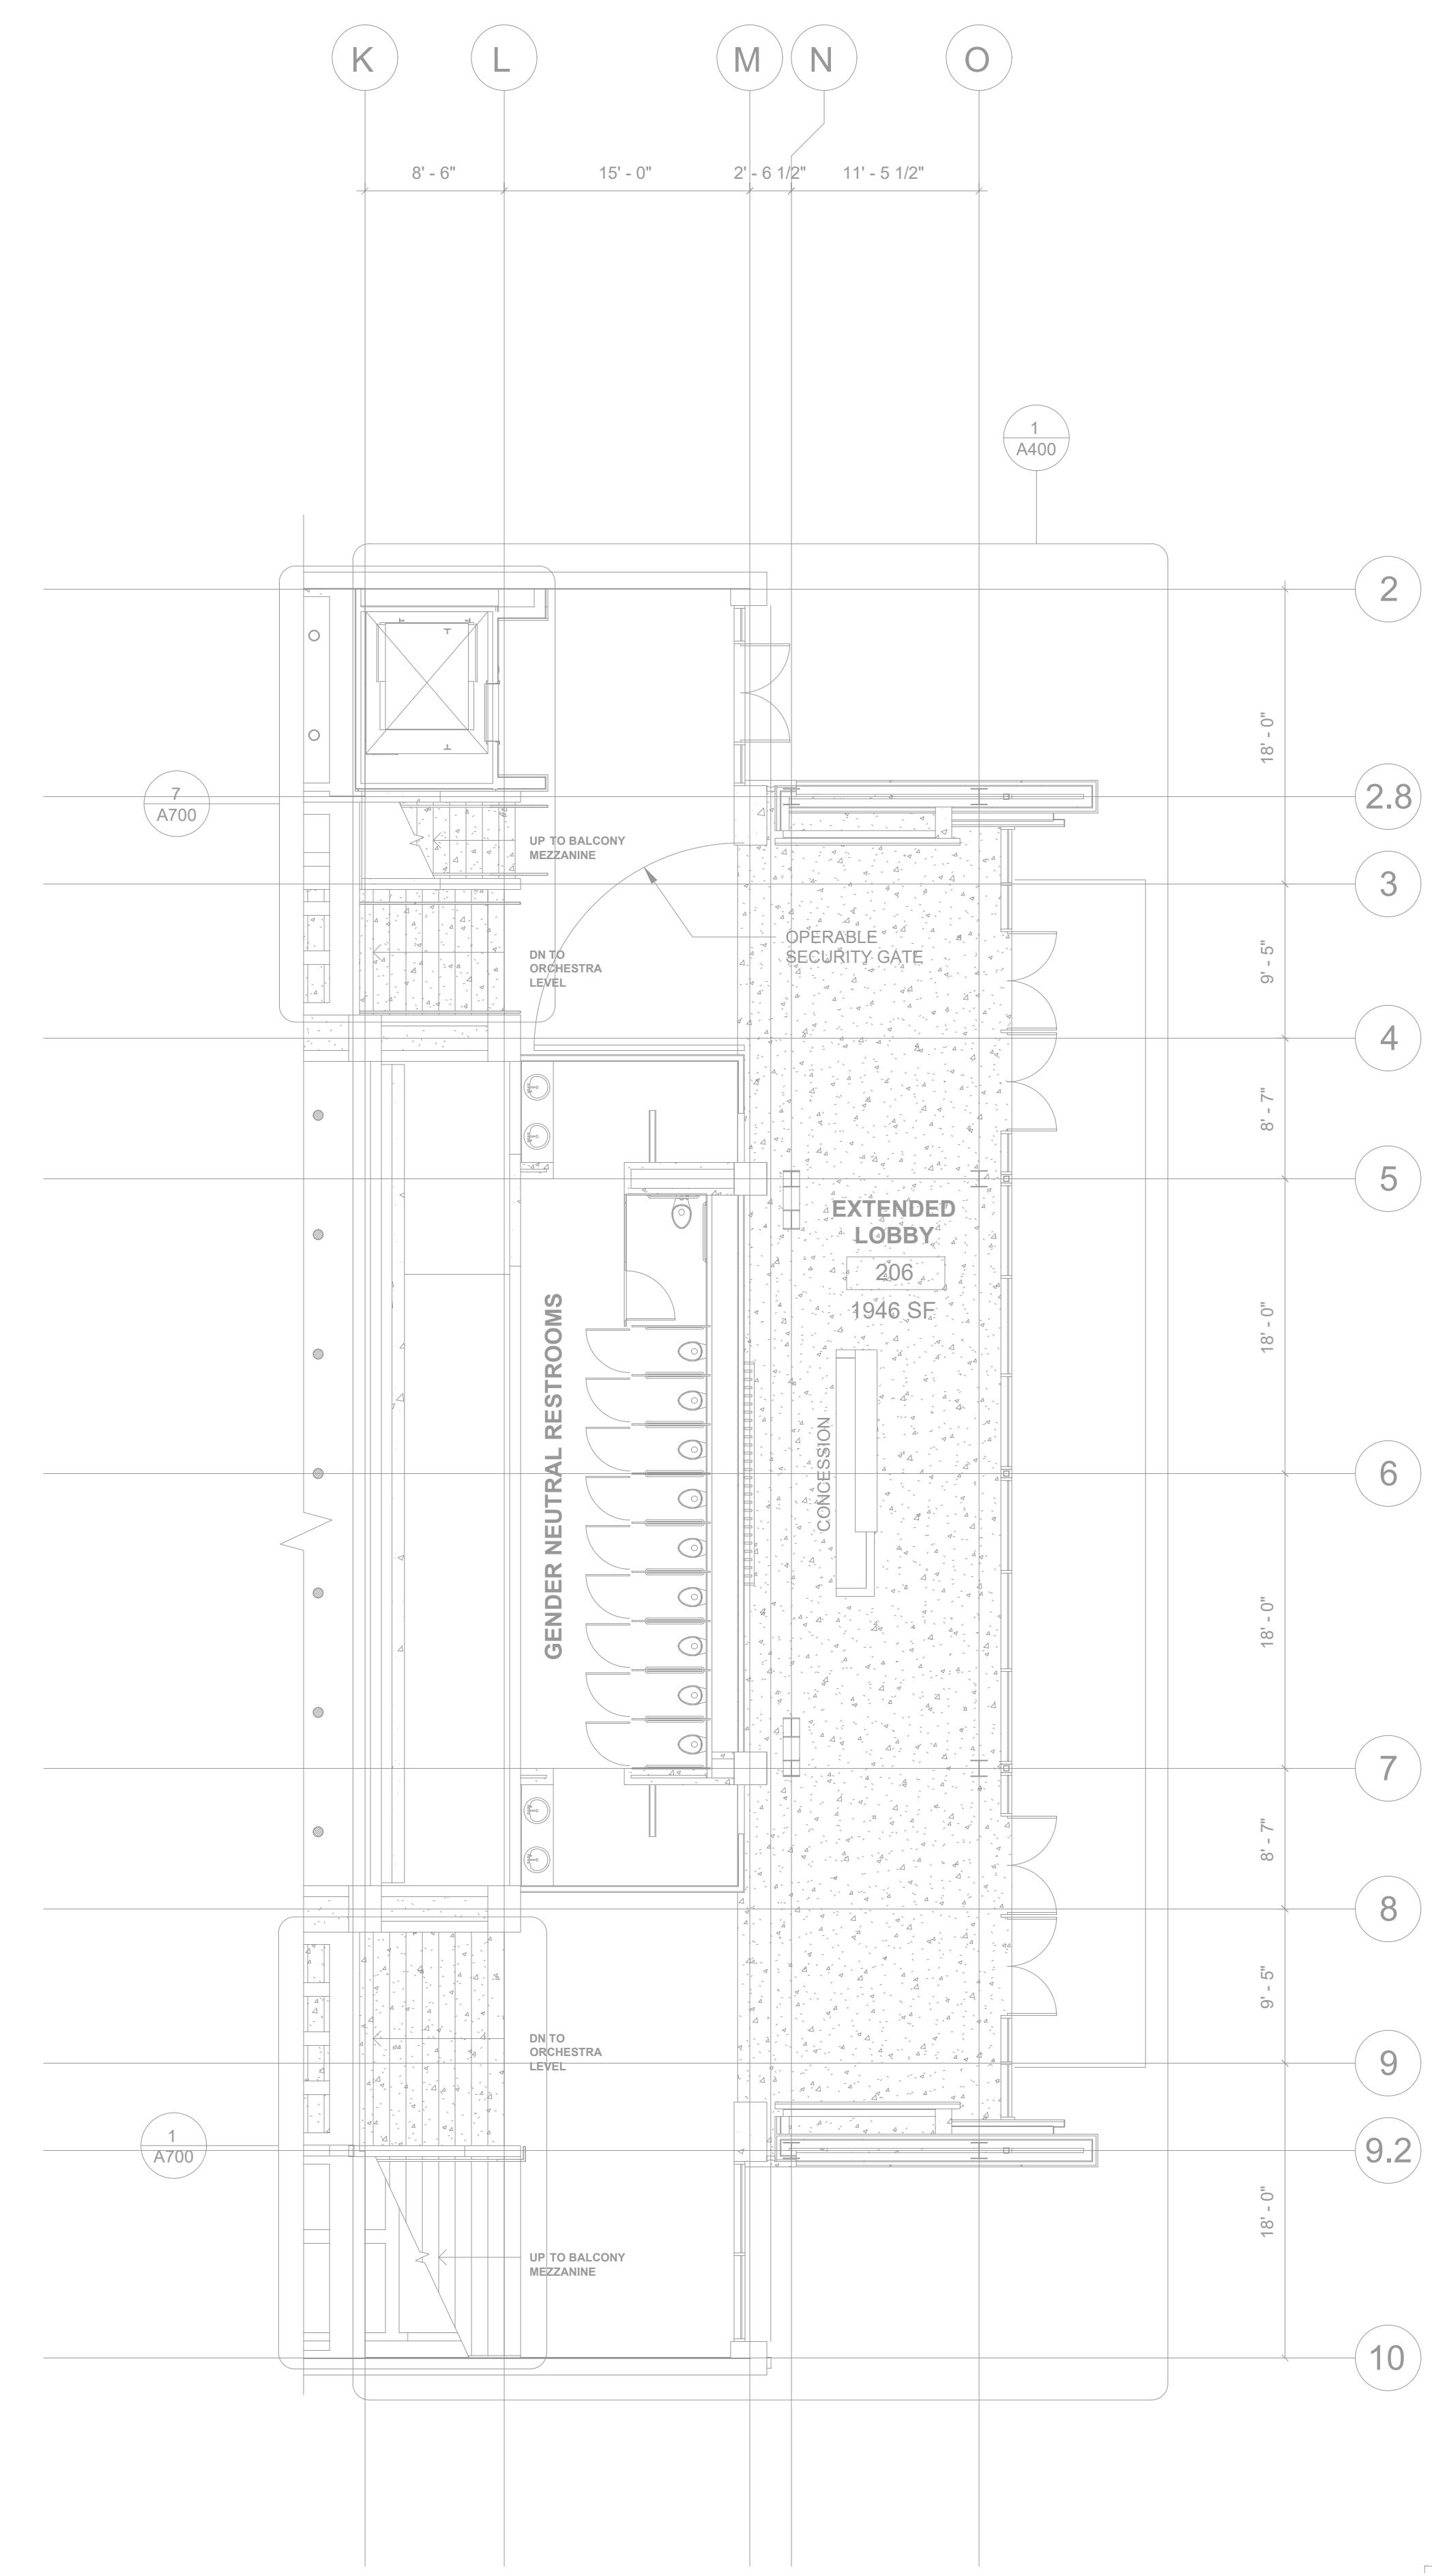 K
L
M
N
O
8' - 6"
15' - 0"
2' - 6 1/2"
11' - 5 1/2"
1
A400
2
18' - 0"
7
A700
2.8
UP TO BALCONY
MEZZANINE
3
OPERABLE
SECURITY GATE
DN TO
ORCHESTRA
LEVEL
9' - 5"
4
8' - 7"
5
EXTENDED
LOBBY
206
1946 SF
18' - 0"
GENDER NEUTRAL RESTROOMS
CONCESSION
6
18' - 0"
7
8' - 7"
8
9' - 5"
DN TO
ORCHESTRA
LEVEL
9
1
A700
9.2
18' - 0"
UP TO BALCONY
MEZZANINE
10